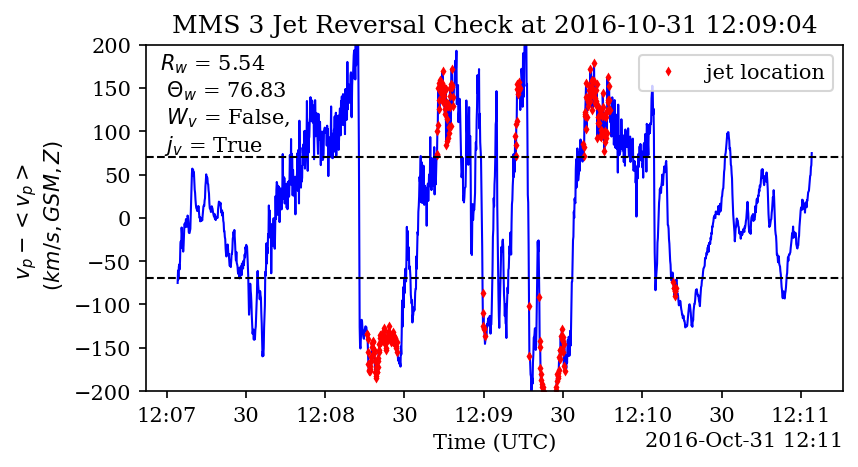 MMS 3 Jet Reversal Check at 2016-10-31 12:09:04
R_w = 5.54
Θ_w = 76.83
W_v = False,
j_v = True
jet location
v_p − < v_p >
(km/s, GSM, Z)
200
150
100
50
0
−50
−100
−150
−200
12:07 30 12:08 30 12:09 30 12:10 30 12:11
Time (UTC)
2016-Oct-31 12:11